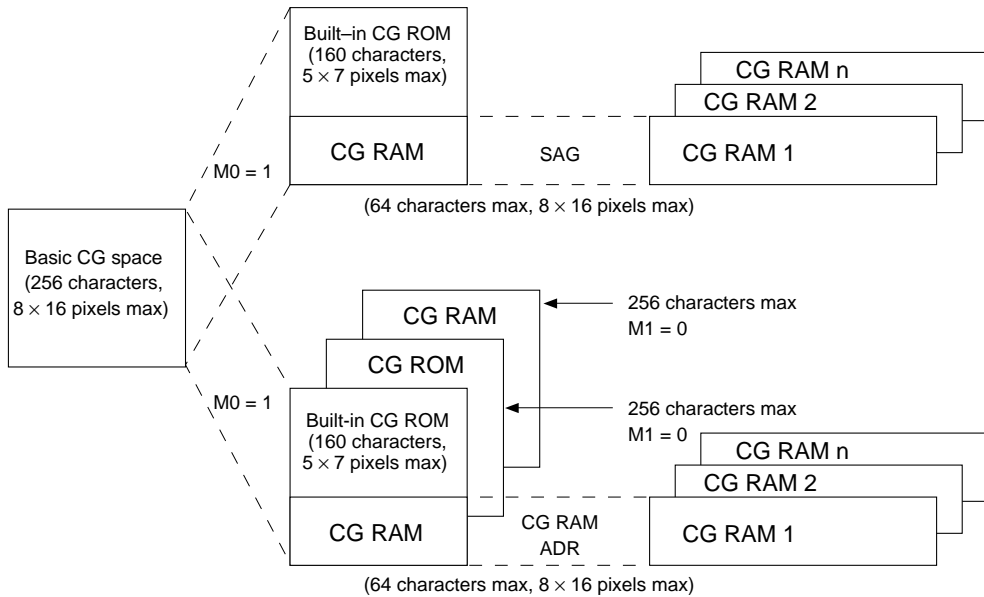 Built–in CG ROM
(160 characters,
5 × 7 pixels max)
CG RAM
M0 = 1
SAG
CG RAM n
CG RAM 2
CG RAM 1
(64 characters max, 8 × 16 pixels max)
Basic CG space
(256 characters,
8 × 16 pixels max)
CG RAM
256 characters max
M1 = 0
CG ROM
M0 = 1
Built-in CG ROM
(160 characters,
5 × 7 pixels max)
256 characters max
M1 = 0
CG RAM
CG RAM
ADR
CG RAM n
CG RAM 2
CG RAM 1
(64 characters max, 8 × 16 pixels max)